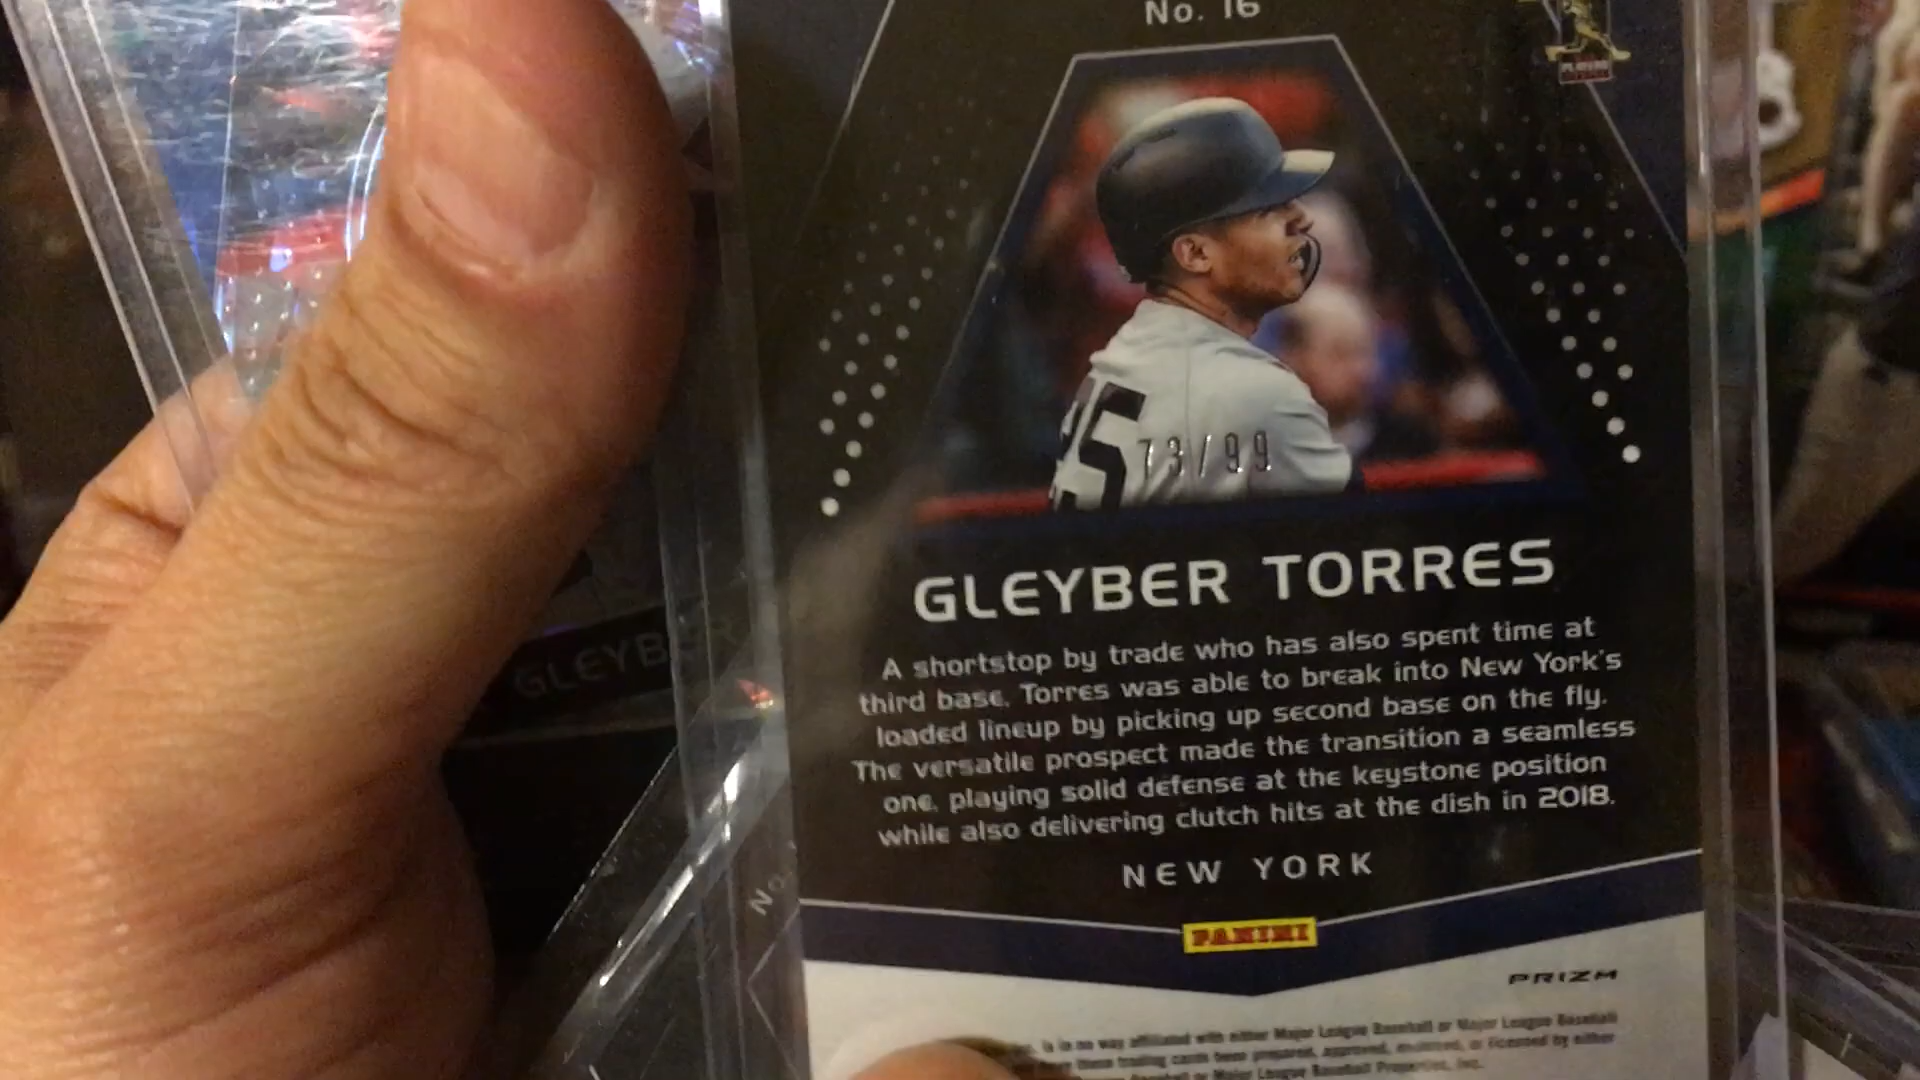 No. 16
25
73/99
GLEYBER TORRES
A shortstop by trade who has also spent time at
third base, Torres was able to break into New York's
loaded lineup by picking up second base on the fly.
The versatile prospect made the transition a seamless
one, playing solid defense at the keystone position
while also delivering clutch hits at the dish in 2018.
NEW YORK
PANINI
PRIZM
is in no way affiliated with either Major League Baseball or Major League Baseball
these trading cards been prepared, approved, endorsed, or licensed by either
Baseball or Major League Baseball Properties, Inc.
GLEYBER
No.